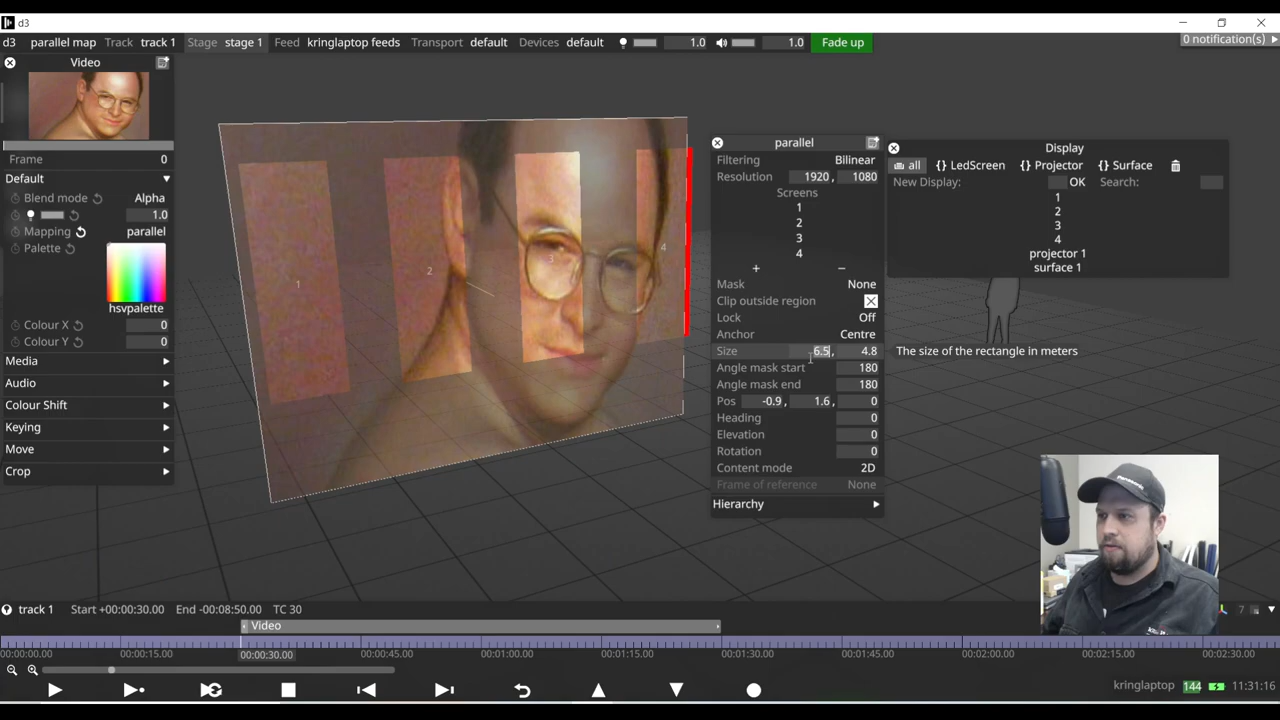 d3
d3 parallel map Track track 1 Stage stage 1 Feed kringlaptop feeds Transport default Devices default 1.0 1.0 Fade up 0 notification(s)
Video
Frame 0
Default
Blend mode Alpha
1.0
Mapping parallel
Palette
hsvpalette
Colour X 0
Colour Y 0
Media
Audio
Colour Shift
Keying
Move
Crop
1
2
3
4
parallel
Filtering Bilinear
Resolution 1920, 1080
Screens
1
2
3
4
+ −
Mask None
Clip outside region
Lock Off
Anchor Centre
Size 6.5, 4.8
Angle mask start 180
Angle mask end 180
Pos -0.9, 1.6, 0
Heading 0
Elevation 0
Rotation 0
Content mode 2D
Frame of reference None
Hierarchy
Display
all {} LedScreen {} Projector {} Surface
New Display: OK Search:
1
2
3
4
projector 1
surface 1
The size of the rectangle in meters
Panasonic
track 1 Start +00:00:30.00 End -00:08:50.00 TC 30
7
Video
00:00:00.00 00:00:15.00 00:00:30.00 00:00:45.00 00:01:00.00 00:01:15.00 00:01:30.00 00:01:45.00 00:02:00.00 00:02:15.00 00:02:30.00
kringlaptop 144 11:31:16